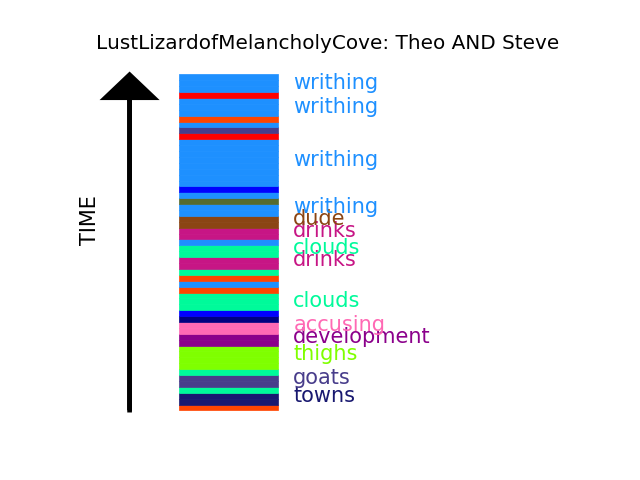 LustLizardofMelancholyCove: Theo AND Steve
writhing
writhing
writhing
writhing
dude
drinks
clouds
drinks
clouds
accusing
development
thighs
goats
towns
TIME